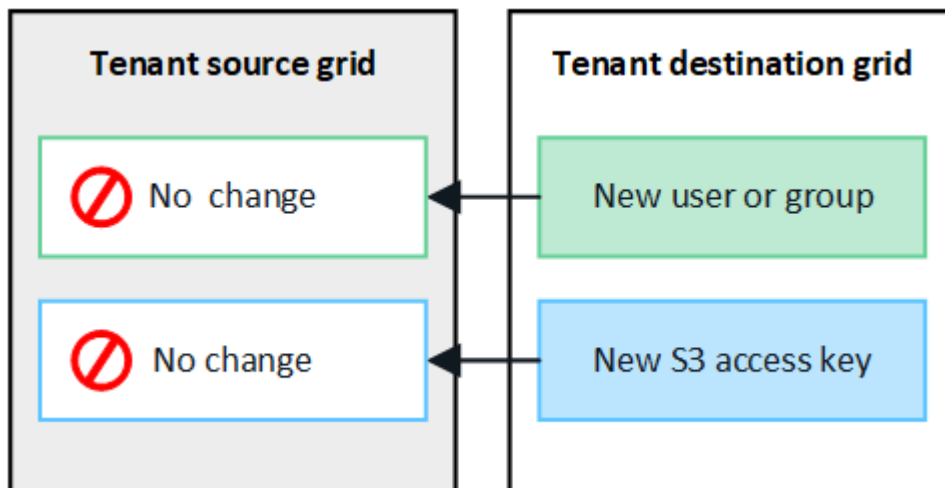 Tenant source grid
Tenant destination grid
No change
New user or group
No change
New S3 access key